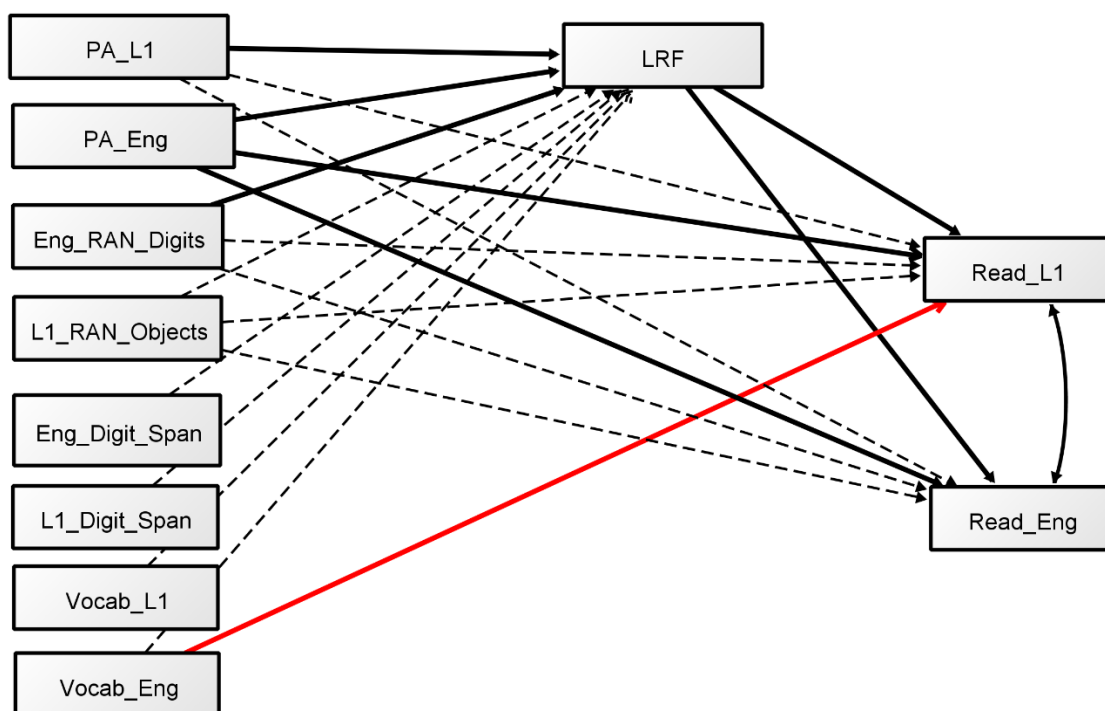 PA_L1
LRF
PA_Eng
Eng_RAN_Digits
Read_L1
L1_RAN_Objects
Eng_Digit_Span
L1_Digit_Span
Read_Eng
Vocab_L1
Vocab_Eng